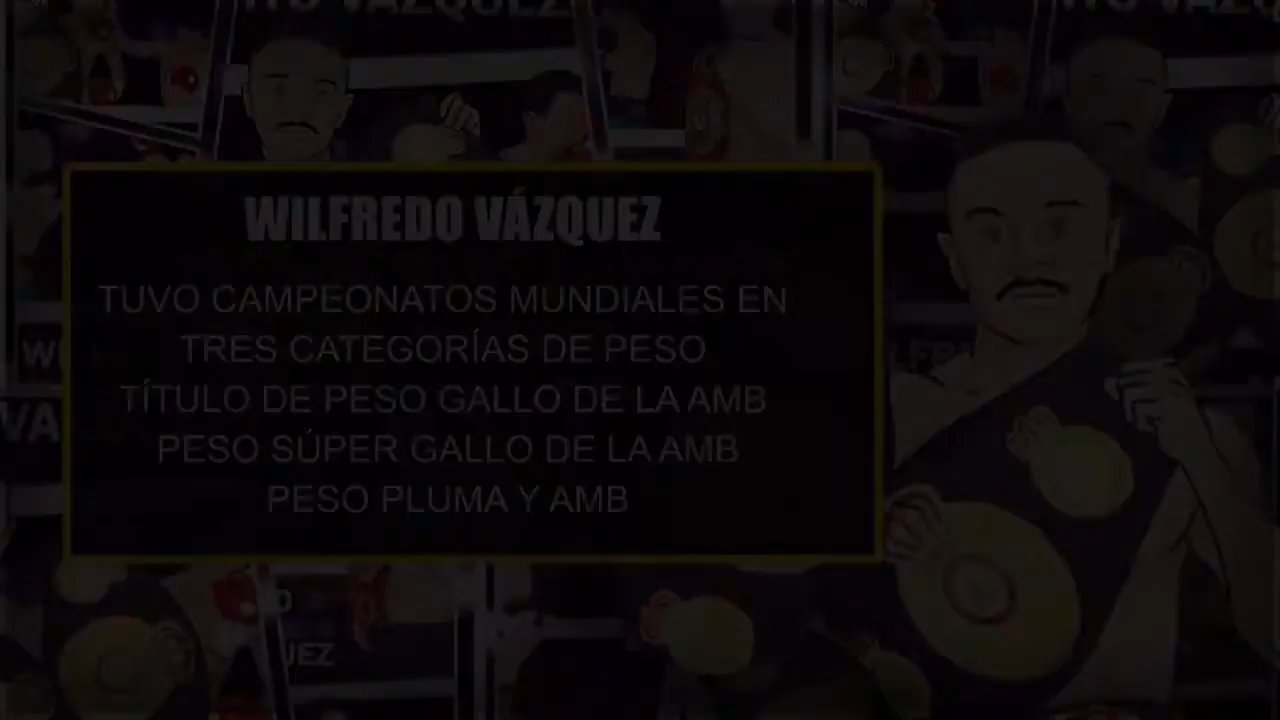 WILFREDO VÁZQUEZ
TUVO CAMPEONATOS MUNDIALES EN
TRES CATEGORÍAS DE PESO
TÍTULO DE PESO GALLO DE LA AMB
PESO SÚPER GALLO DE LA AMB
PESO PLUMA Y AMB